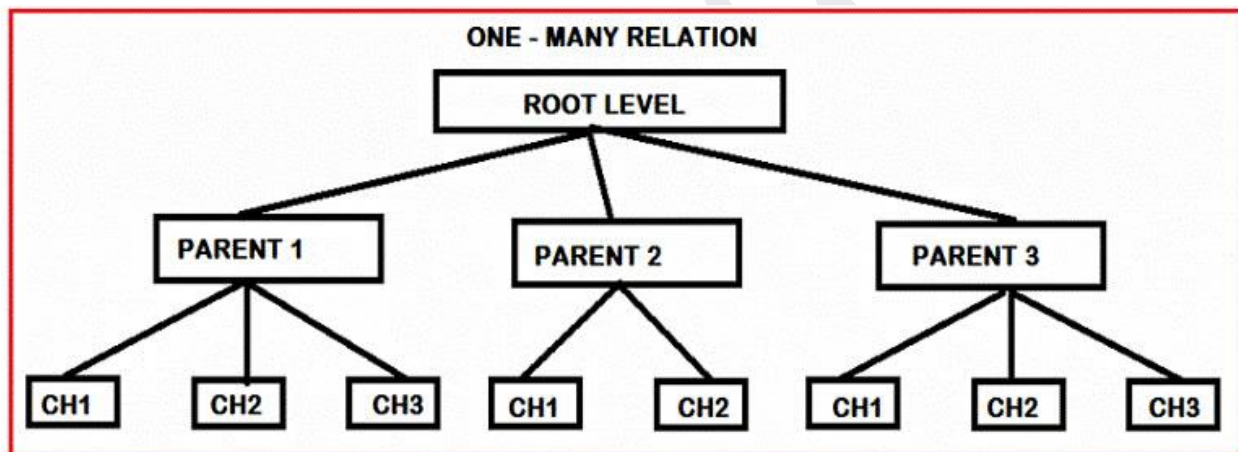 ONE - MANY RELATION
ROOT LEVEL
PARENT 1
PARENT 2
PARENT 3
CH1
CH2
CH3
CH1
CH2
CH1
CH2
CH3